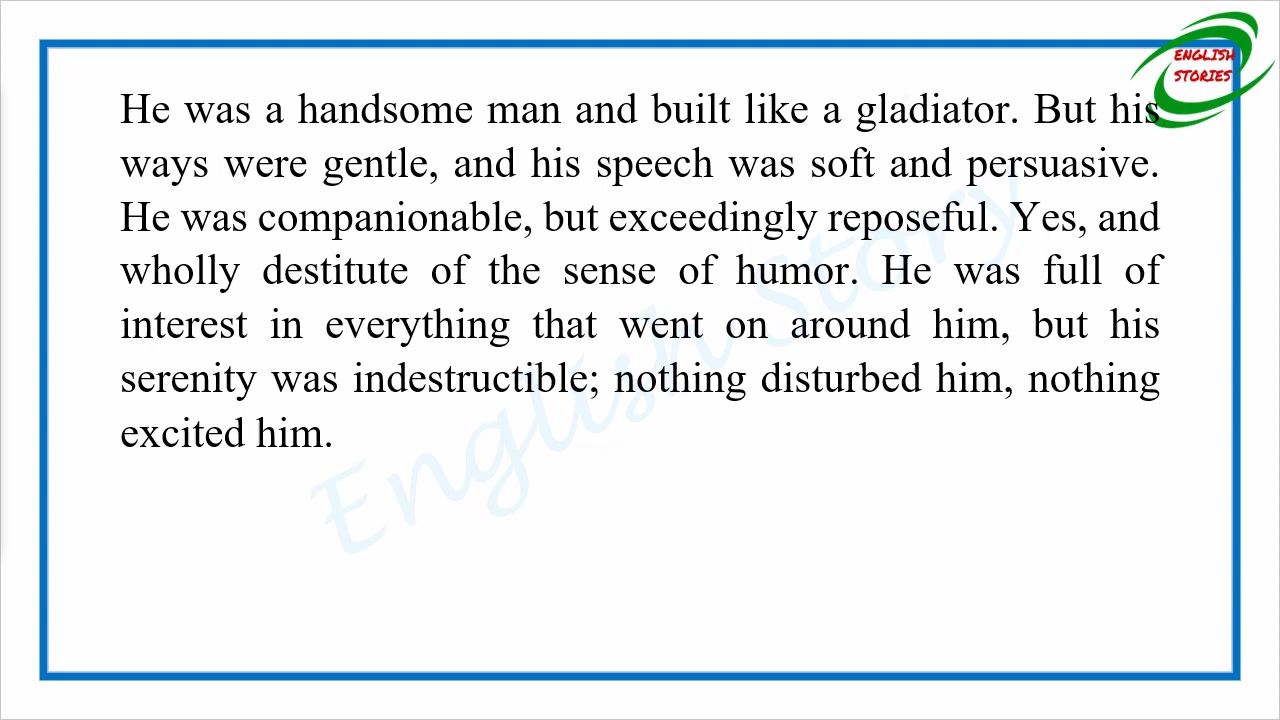 ENGLISH
STORIES
He was a handsome man and built like a gladiator. But his
ways were gentle, and his speech was soft and persuasive.
He was companionable, but exceedingly reposeful. Yes, and
wholly destitute of the sense of humor. He was full of
interest in everything that went on around him, but his
serenity was indestructible; nothing disturbed him, nothing
excited him.
English Story